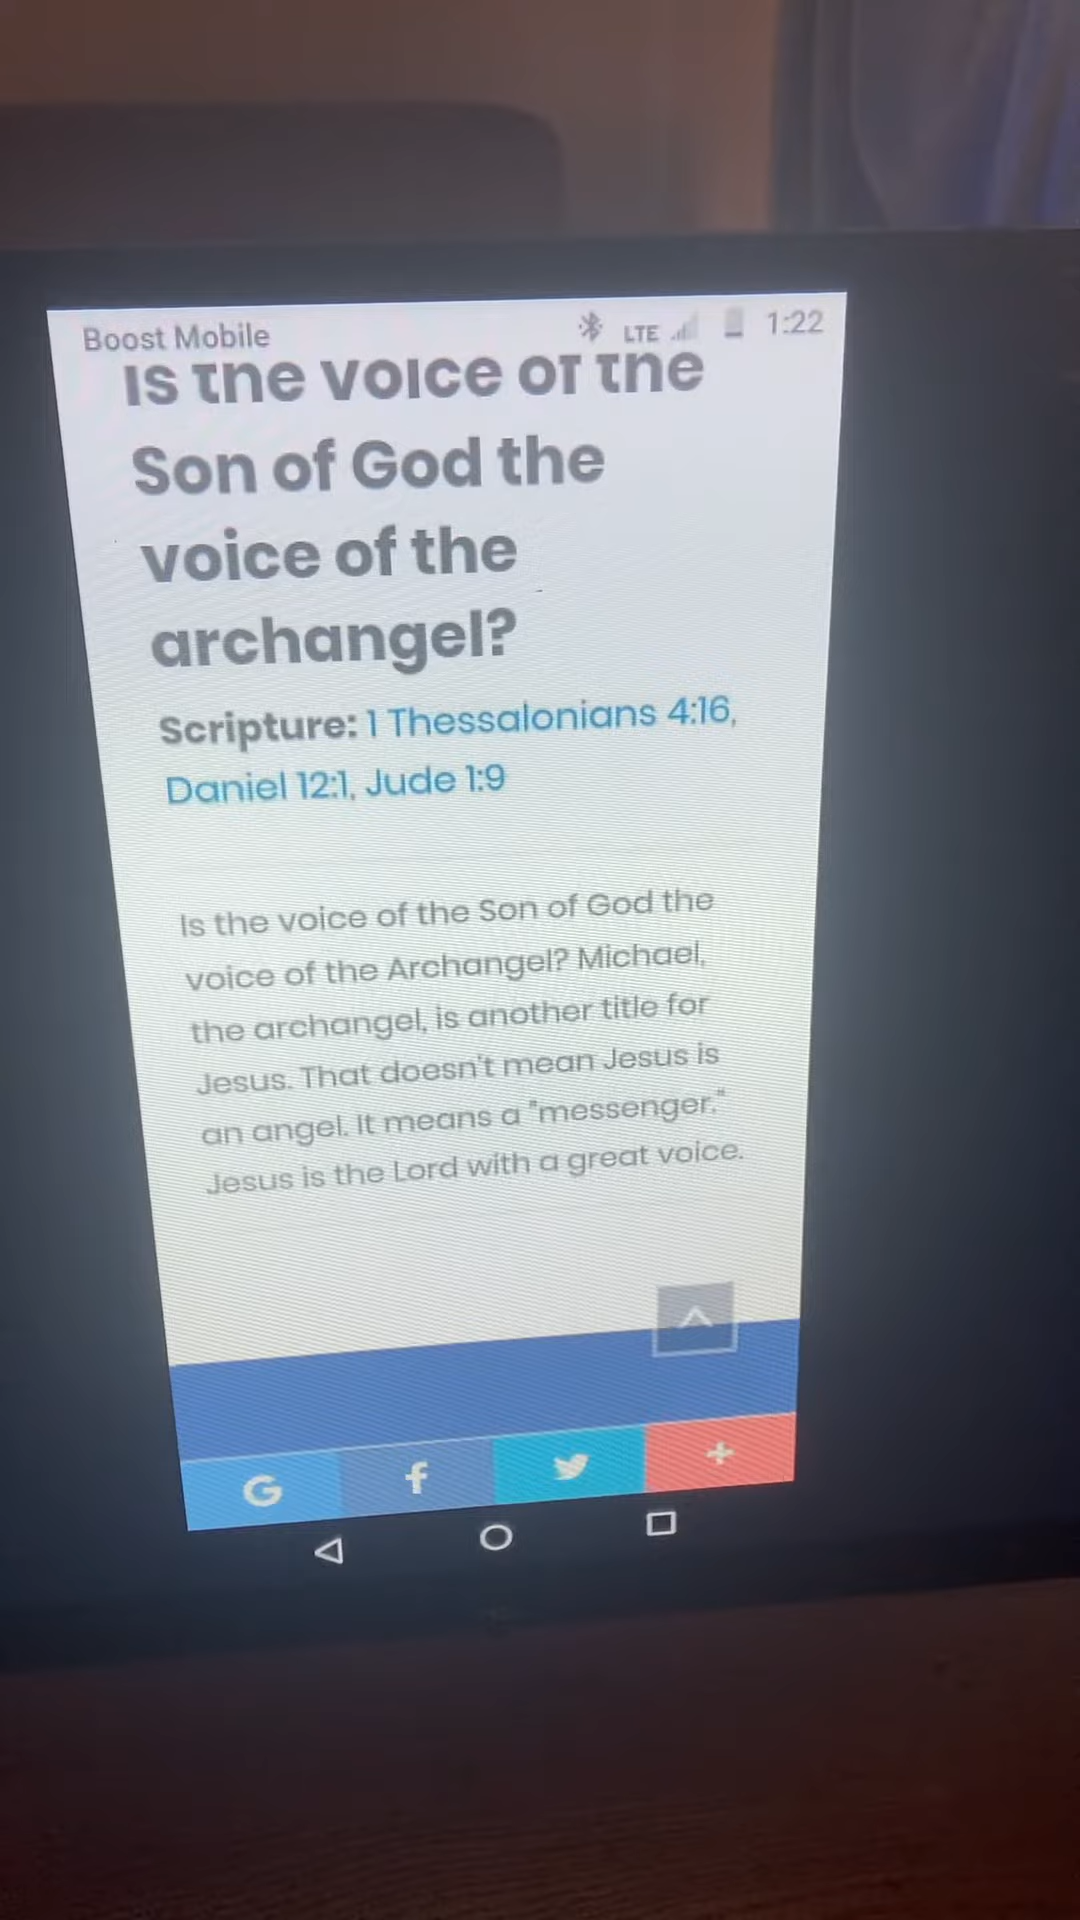 Boost Mobile LTE 1:22
Is the voice of the
Son of God the
voice of the
archangel?
Scripture: 1 Thessalonians 4:16,
Daniel 12:1, Jude 1:9
Is the voice of the Son of God the
voice of the Archangel? Michael,
the archangel, is another title for
Jesus. That doesn't mean Jesus is
an angel. It means a "messenger."
Jesus is the Lord with a great voice.
G f +